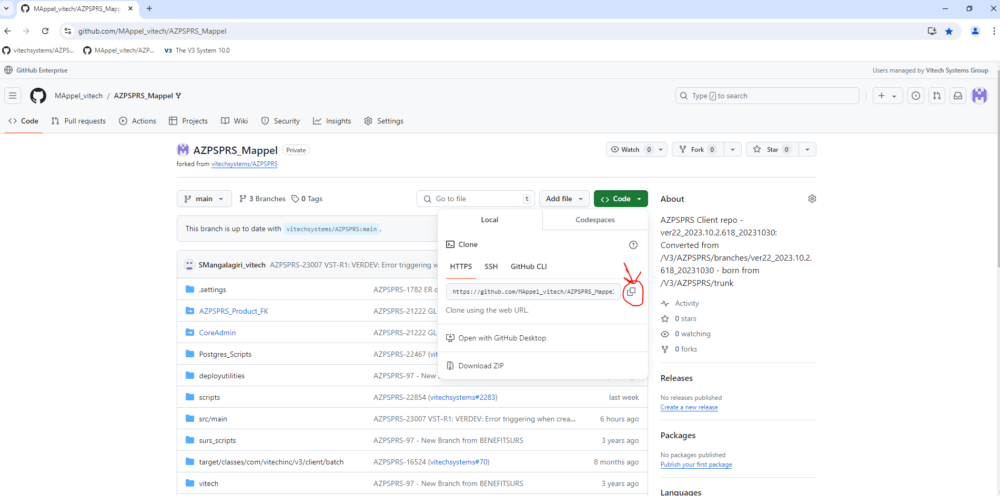 MAppel_vitech/AZPSPRS_Mapp
github.com/MAppel_vitech/AZPSPRS_Mappel
vitechsystems/AZPS... MAppel_vitech/AZP... V3 The V3 System 10.0
GitHub Enterprise Users managed by Vitech Systems Group
MAppel_vitech / AZPSPRS_Mappel Type / to search
Code Pull requests Actions Projects Wiki Security Insights Settings
AZPSPRS_Mappel Private Watch 0 Fork 0 Star 0
forked from vitechsystems/AZPSPRS
main 3 Branches 0 Tags Go to file t Add file Code
This branch is up to date with vitechsystems/AZPSPRS:main .
SMangalagiri_vitech AZPSPRS-23007 VST-R1: VERDEV: Error triggering w
.settings AZPSPRS-1782 ER d
AZPSPRS_Product_FK AZPSPRS-21222 GL
CoreAdmin AZPSPRS-21222 GL
Postgres_Scripts AZPSPRS-22467 (vit
deployutilities AZPSPRS-97 - New
scripts AZPSPRS-22854 (vitechsystems#2283) last week
src/main AZPSPRS-23007 VST-R1: VERDEV: Error triggering when crea... 6 hours ago
surs_scripts AZPSPRS-97 - New Branch from BENEFITSURS 3 years ago
target/classes/com/vitechinc/v3/client/batch AZPSPRS-16524 (vitechsystems#70) 8 months ago
vitech AZPSPRS-97 - New Branch from BENEFITSURS 3 years ago
Local Codespaces
Clone
HTTPS SSH GitHub CLI
https://github.com/MAppel_vitech/AZPSPRS_Mappel
Clone using the web URL.
Open with GitHub Desktop
Download ZIP
About
AZPSPRS Client repo -
ver22_2023.10.2.618_20231030:
Converted from
/V3/AZPSPRS/branches/ver22_2023.10.2.
618_20231030 - born from
/V3/AZPSPRS/trunk
Activity
0 stars
0 watching
0 forks
Releases
No releases published
Create a new release
Packages
No packages published
Publish your first package
Languages